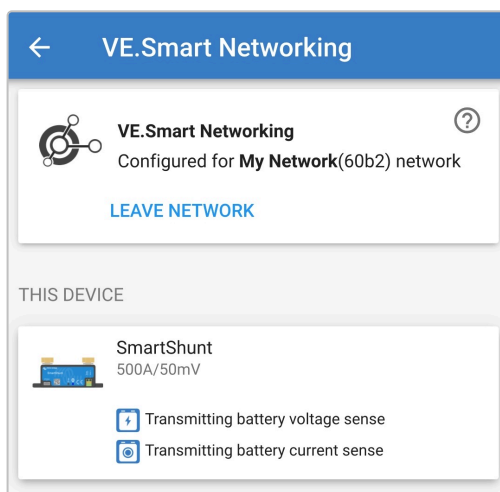 VE.Smart Networking
VE.Smart Networking
Configured for My Network(60b2) network
LEAVE NETWORK
THIS DEVICE
SmartShunt
500A/50mV
Transmitting battery voltage sense
Transmitting battery current sense